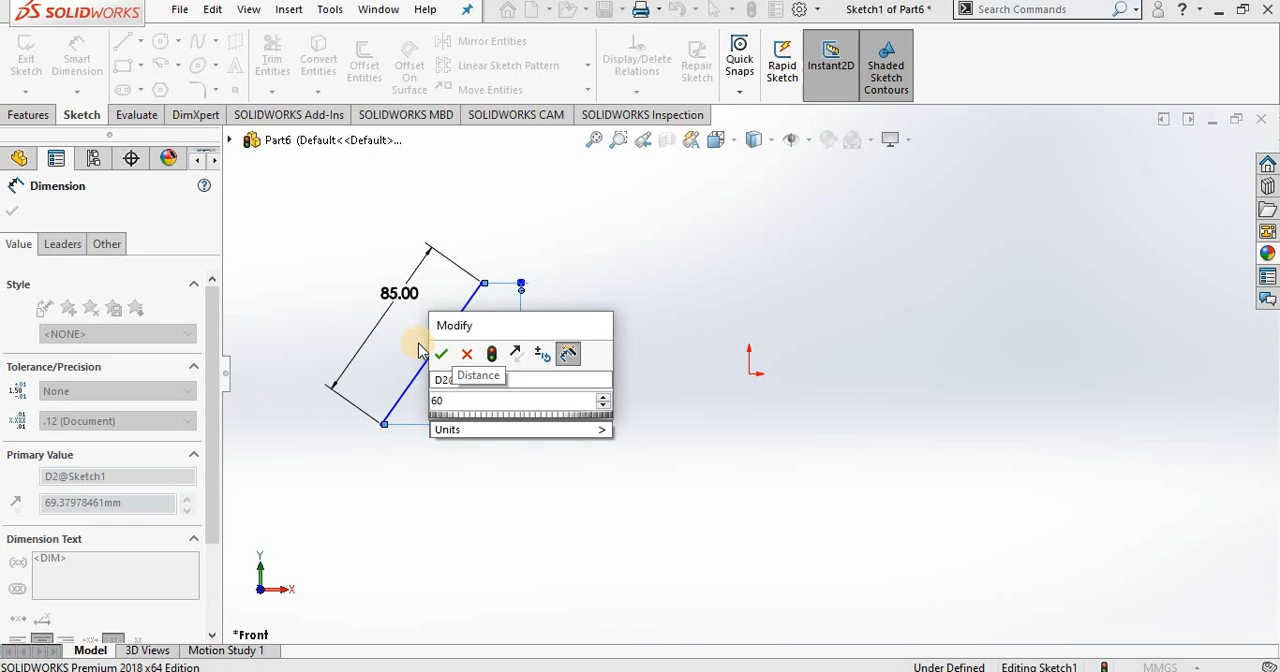 SOLIDWORKS File Edit View Insert Tools Window Help Sketch1 of Part6 * Search Commands
Exit Sketch
Smart Dimension
Trim Entities
Convert Entities
Offset Entities
Offset On Surface
Mirror Entities
Linear Sketch Pattern
Move Entities
Display/Delete Relations
Repair Sketch
Quick Snaps
Rapid Sketch
Instant2D
Shaded Sketch Contours
Features Sketch Evaluate DimXpert SOLIDWORKS Add-Ins SOLIDWORKS MBD SOLIDWORKS CAM SOLIDWORKS Inspection
Part6 (Default<<Default>...
Dimension
Value Leaders Other
Style
<NONE>
Tolerance/Precision
None
.12 (Document)
Primary Value
D2@Sketch1
69.37978461mm
Dimension Text
<DIM>
85.00
Modify
Distance
60
Units >
Y
X
*Front
Model 3D Views Motion Study 1
SOLIDWORKS Premium 2018 x64 Edition Under Defined Editing Sketch1 MMGS